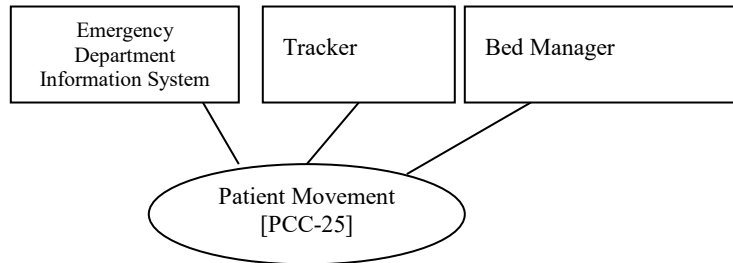 Emergency
Department
Information System
Tracker
Bed Manager
Patient Movement
[PCC-25]